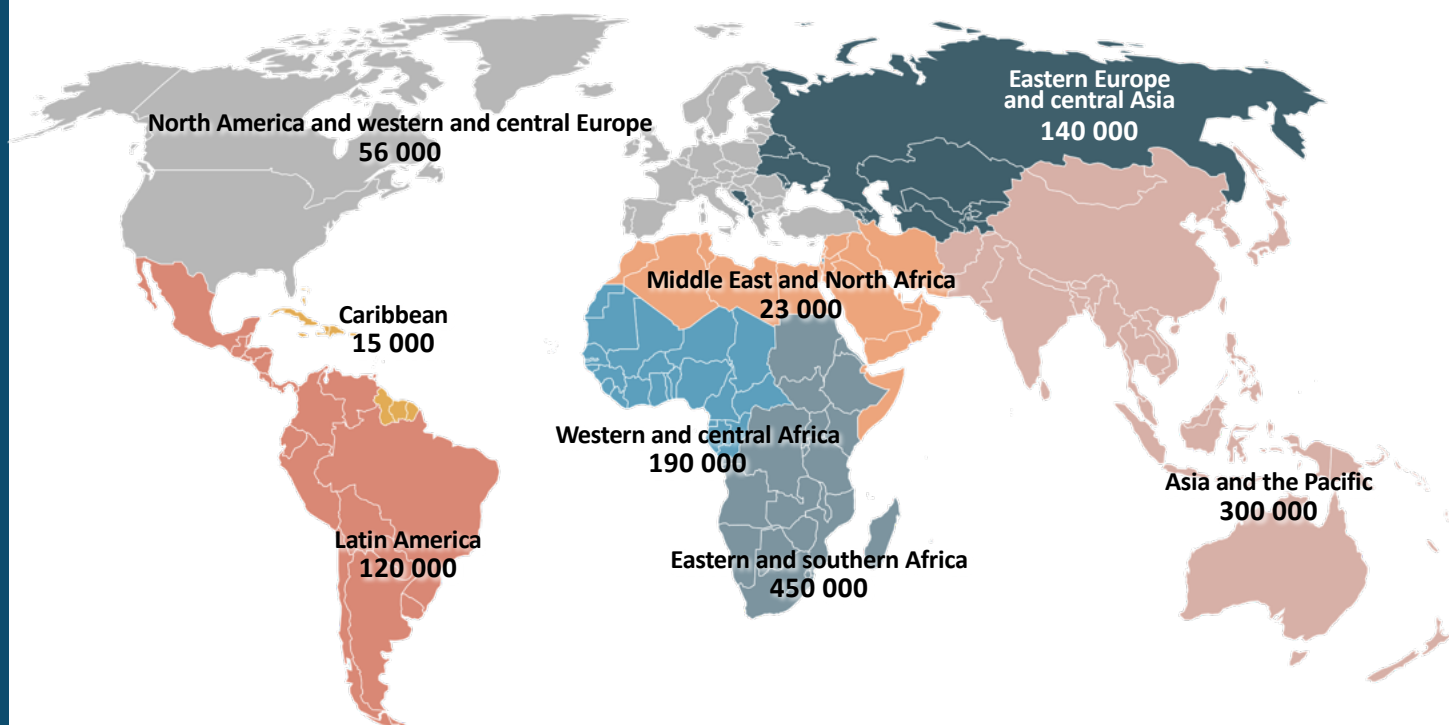 Eastern Europe
and central Asia
140 000
North America and western and central Europe
56 000
Middle East and North Africa
23 000
Caribbean
15 000
Western and central Africa
190 000
Asia and the Pacific
300 000
Latin America
120 000
Eastern and southern Africa
450 000